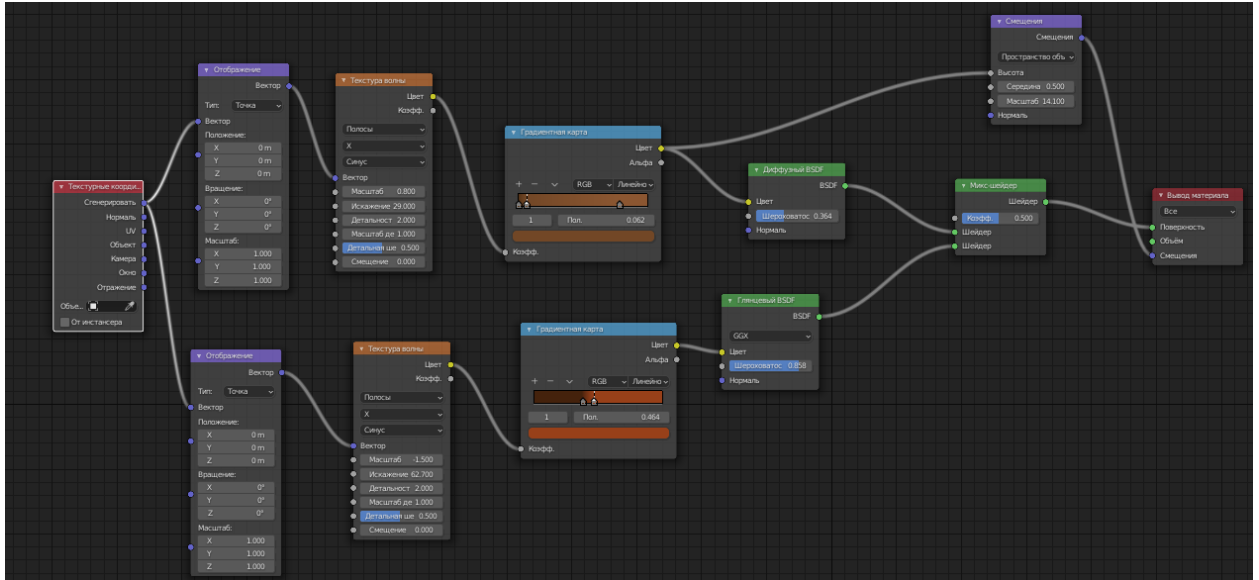 Смещения
Смещения
Пространство объ
Высота
Середина 0.500
Масштаб 14.100
Нормаль
Отображение
Вектор
Тип: Точка
Вектор
Положение:
X 0 m
Y 0 m
Z 0 m
Вращение:
X 0°
Y 0°
Z 0°
Масштаб:
X 1.000
Y 1.000
Z 1.000
Текстура волны
Цвет
Коэфф.
Полосы
X
Синус
Вектор
Масштаб 0.800
Искажение 29.000
Детальност 2.000
Масштаб де 1.000
Детальная ше 0.500
Смещение 0.000
Градиентная карта
Цвет
Альфа
+ − RGB Линейно
1 Поз. 0.062
Коэфф.
Диффузный BSDF
BSDF
Цвет
Шероховатос 0.364
Нормаль
Микс-шейдер
Шейдер
Коэфф. 0.500
Шейдер
Шейдер
Вывод материала
Все
Поверхность
Объём
Смещения
Текстурные коорди...
Сгенерировать
Нормаль
UV
Объект
Камера
Окно
Отражение
Объе...
От инстансера
Глянцевый BSDF
BSDF
GGX
Цвет
Шероховатос 0.858
Нормаль
Градиентная карта
Цвет
Альфа
+ − RGB Линейно
1 Поз. 0.464
Коэфф.
Отображение
Вектор
Тип: Точка
Вектор
Положение:
X 0 m
Y 0 m
Z 0 m
Вращение:
X 0°
Y 0°
Z 0°
Масштаб:
X 1.000
Y 1.000
Z 1.000
Текстура волны
Цвет
Коэфф.
Полосы
X
Синус
Вектор
Масштаб -1.500
Искажение 62.700
Детальност 2.000
Масштаб де 1.000
Детальная ше 0.500
Смещение 0.000